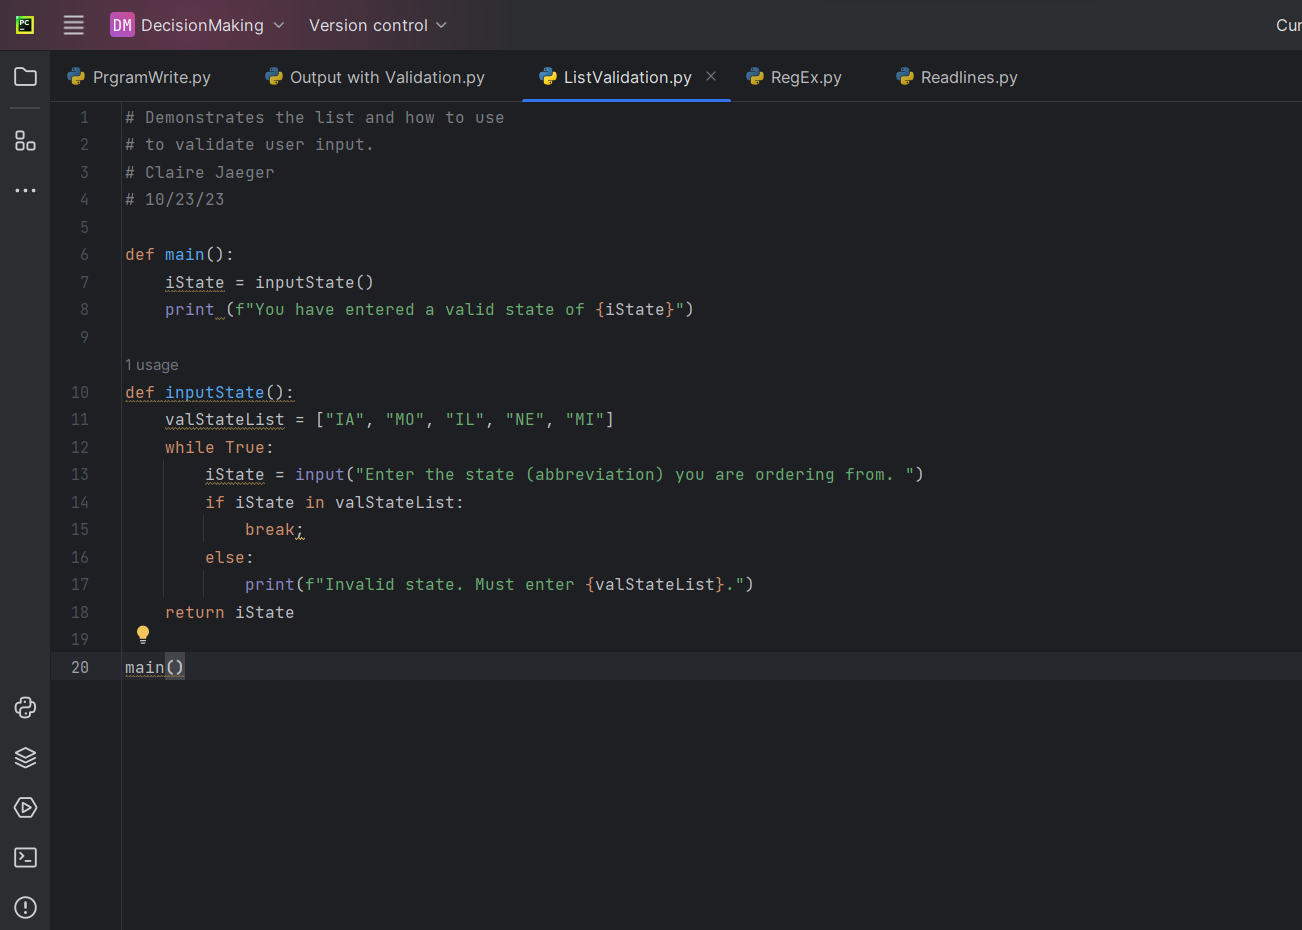 PC DM DecisionMaking Version control Cur
PrgramWrite.py Output with Validation.py ListValidation.py RegEx.py Readlines.py
1 # Demonstrates the list and how to use
2 # to validate user input.
3 # Claire Jaeger
4 # 10/23/23
5
6 def main():
7     iState = inputState()
8     print (f"You have entered a valid state of {iState}")
9
1 usage
10 def inputState():
11     valStateList = ["IA", "MO", "IL", "NE", "MI"]
12     while True:
13         iState = input("Enter the state (abbreviation) you are ordering from. ")
14         if iState in valStateList:
15             break;
16         else:
17             print(f"Invalid state. Must enter {valStateList}.")
18     return iState
19
20 main()